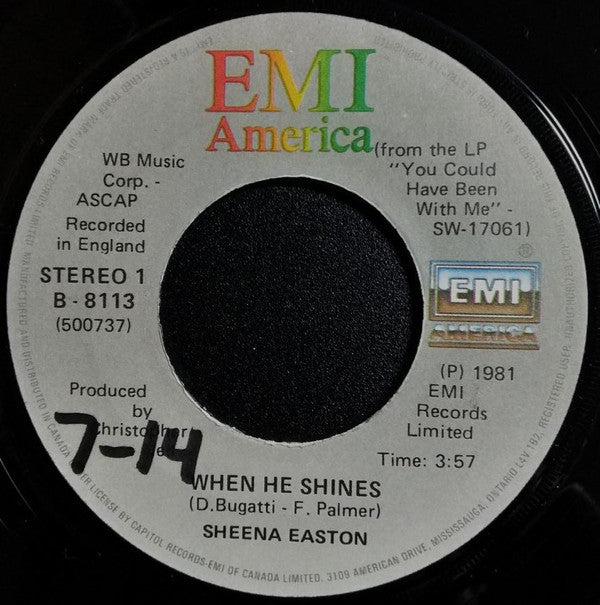 EMI
America
WB Music
Corp. -
ASCAP
Recorded
in England
STEREO 1
B - 8113
(500737)
(from the LP
"You Could
Have Been
With Me" -
SW-17061)
®
EMI
AMERICA
(P) 1981
EMI
Records
Limited
Time: 3:57
Produced
by
7-14
WHEN HE SHINES
(D. Bugatti - F. Palmer)
SHEENA EASTON
MANUFACTURED AND DISTRIBUTED IN CANADA UNDER LICENSE BY CAPITOL RECORDS-EMI OF CANADA LIMITED, 3109 AMERICAN DRIVE, MISSISSAUGA, ONTARIO L4V 1B2, REGISTERED USER.